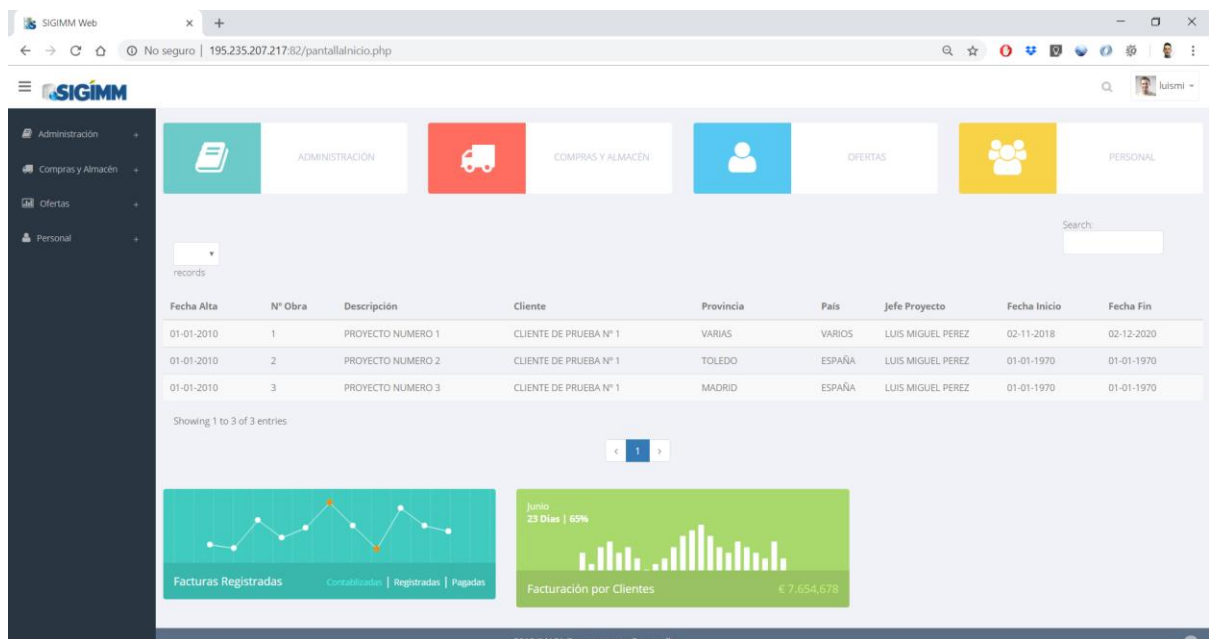 SIGIMM Web
No seguro | 195.235.207.217:82/pantallaInicio.php
SIGÍMM
luismi
Administración
Compras y Almacén
Ofertas
Personal
ADMINISTRACIÓN
COMPRAS Y ALMACÉN
OFERTAS
PERSONAL
Search:
records
Fecha Alta Nº Obra Descripción Cliente Provincia País Jefe Proyecto Fecha Inicio Fecha Fin
01-01-2010 1 PROYECTO NUMERO 1 CLIENTE DE PRUEBA Nº 1 VARIAS VARIOS LUIS MIGUEL PEREZ 02-11-2018 02-12-2020
01-01-2010 2 PROYECTO NUMERO 2 CLIENTE DE PRUEBA Nº 1 TOLEDO ESPAÑA LUIS MIGUEL PEREZ 01-01-1970 01-01-1970
01-01-2010 3 PROYECTO NUMERO 3 CLIENTE DE PRUEBA Nº 1 MADRID ESPAÑA LUIS MIGUEL PEREZ 01-01-1970 01-01-1970
Showing 1 to 3 of 3 entries
< 1 >
Facturas Registradas Contabilizadas | Registradas | Pagadas
Junio
23 Dias | 65%
Facturación por Clientes € 7,654,678